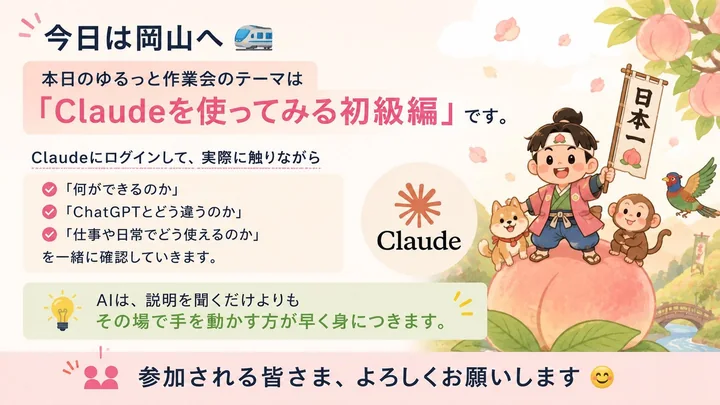 今日は岡山へ 🚅
本日のゆるっと作業会のテーマは
「Claudeを使ってみる初級編」です。
Claudeにログインして、実際に触りながら
「何ができるのか」
「ChatGPTとどう違うのか」
「仕事や日常でどう使えるのか」
を一緒に確認していきます。
Claude
日本一
AIは、説明を聞くだけよりも
その場で手を動かす方が早く身につきます。
参加される皆さま、よろしくお願いします 😊